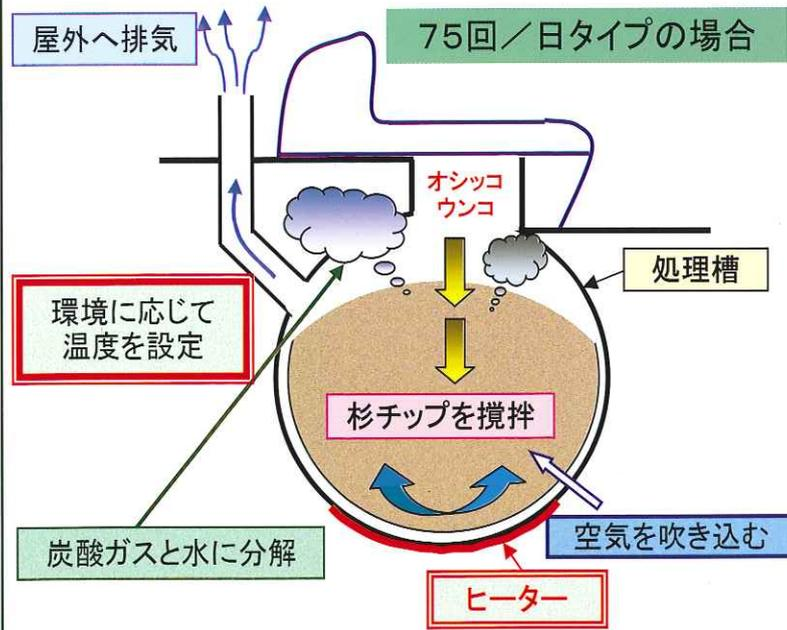 屋外へ排気
75回/日タイプの場合
オシッコ
ウンコ
処理槽
環境に応じて
温度を設定
杉チップを撹拌
炭酸ガスと水に分解
空気を吹き込む
ヒーター